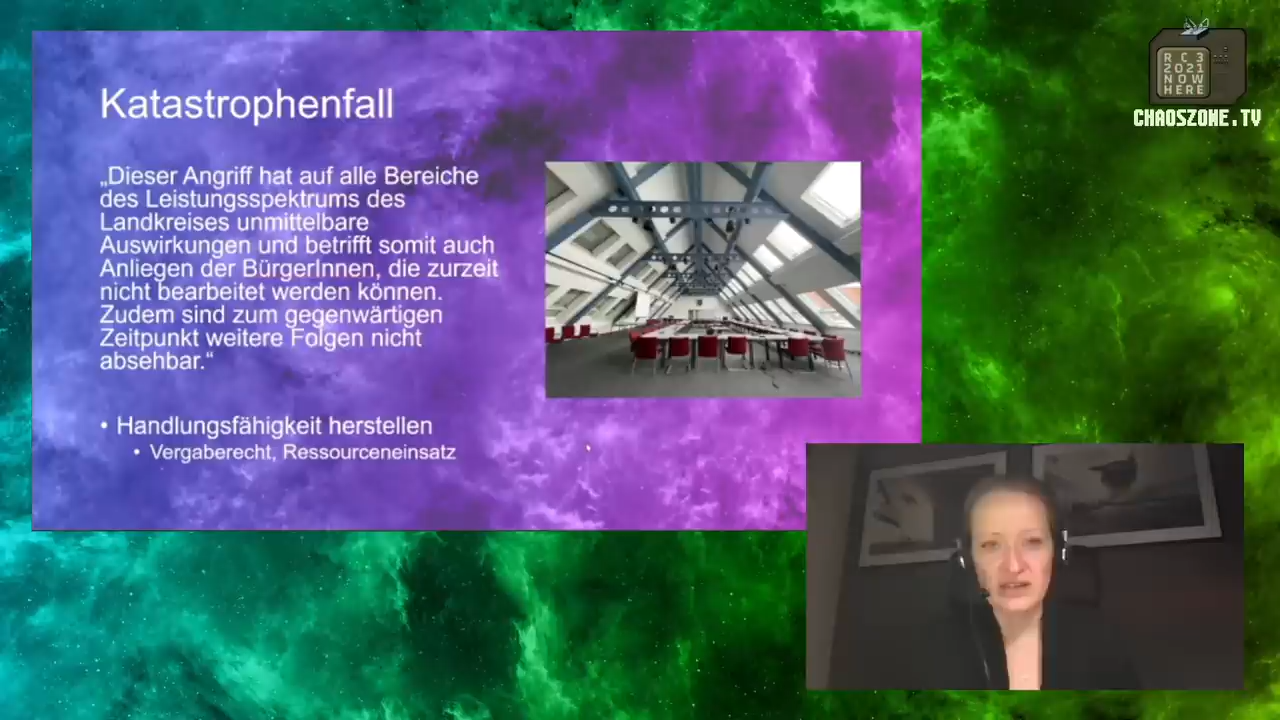 Katastrophenfall
„Dieser Angriff hat auf alle Bereiche
des Leistungsspektrums des
Landkreises unmittelbare
Auswirkungen und betrifft somit auch
Anliegen der BürgerInnen, die zurzeit
nicht bearbeitet werden können.
Zudem sind zum gegenwärtigen
Zeitpunkt weitere Folgen nicht
absehbar.“
• Handlungsfähigkeit herstellen
• Vergaberecht, Ressourceneinsatz
RC3
2021
NOW
HERE
CHAOSZONE.TV